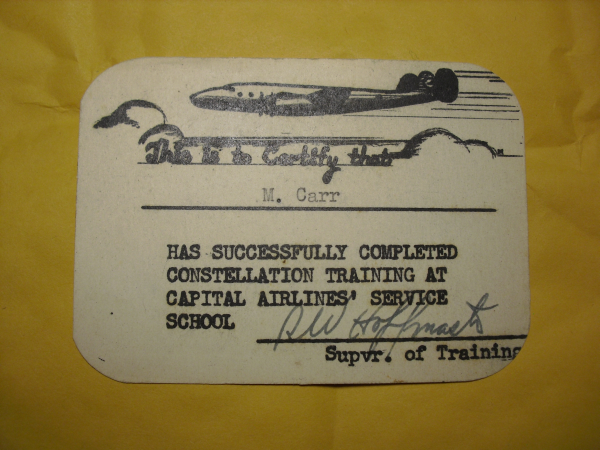 This is to Certify that
M. Carr
HAS SUCCESSFULLY COMPLETED
CONSTELLATION TRAINING AT
CAPITAL AIRLINES' SERVICE
SCHOOL
Supvr. of Training